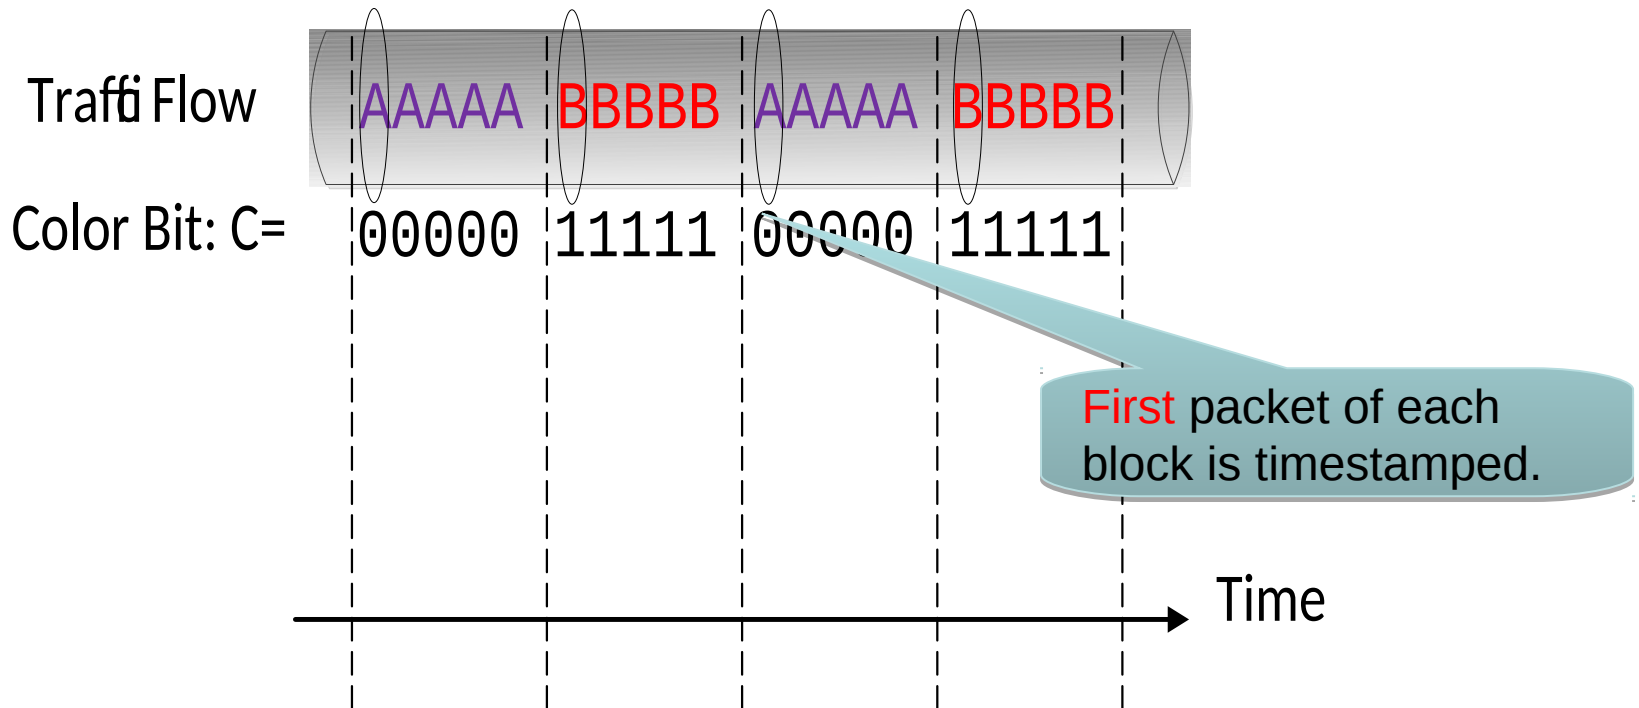 Traffic Flow AAAAA BBBBB AAAAA BBBBB
Color Bit: C= 00000 11111 00000 11111
First packet of each
block is timestamped.
Time